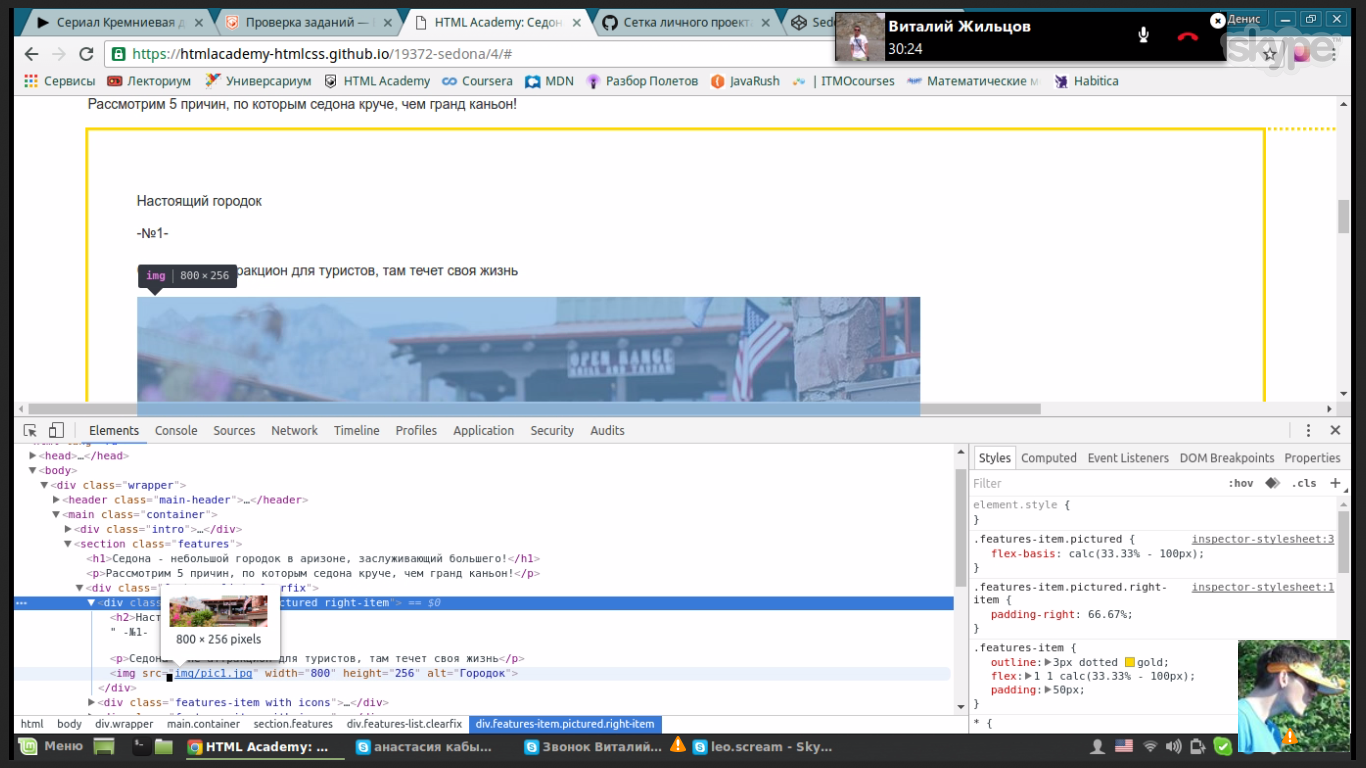 Сериал Кремниевая д
Проверка заданий —
HTML Academy: Седон
Сетка личного проект
Sed
Виталий Жильцов
30:24
Денис
skype
https://htmlacademy-htmlcss.github.io/19372-sedona/4/#
Сервисы Лекториум Универсариум HTML Academy Coursera MDN Разбор Полетов JavaRush | ITMOcourses Математические Habitica
Рассмотрим 5 причин, по которым седона круче, чем гранд каньон!
Настоящий городок
-№1-
img | 800 × 256
ракцион для туристов, там течет своя жизнь
OPEN RANGE
GRILL AND TAVERN
Elements Console Sources Network Timeline Profiles Application Security Audits
▶<head>…</head>
▼<body>
▼<div class="wrapper">
▶<header class="main-header">…</header>
▼<main class="container">
▶<div class="intro">…</div>
▼<section class="features">
<h1>Седона - небольшой городок в аризоне, заслуживающий большего!</h1>
<p>Рассмотрим 5 причин, по которым седона круче, чем гранд каньон!</p>
▼<div class=
▼<div clas ctured right-item"> == $0
<h2>Наст
" -№1-
800 × 256 pixels
<p>Седон для туристов, там течет своя жизнь</p>
<img src="img/pic1.jpg" width="800" height="256" alt="Городок">
</div>
▶<div class="features-item with icons">…</div>
html body div.wrapper main.container section.features div.features-list.clearfix div.features-item.pictured.right-item
Styles Computed Event Listeners DOM Breakpoints Properties
Filter :hov .cls +
element.style {
}
.features-item.pictured { inspector-stylesheet:3
flex-basis: calc(33.33% - 100px);
}
.features-item.pictured.right- inspector-stylesheet:1
item {
padding-right: 66.67%;
}
.features-item {
outline: ▶3px dotted gold;
flex: ▶1 1 calc(33.33% - 100px);
padding: ▶50px;
}
* {
Меню
HTML Academy: ...
анастасия кабы...
Звонок Виталий...
leo.scream - Sky...